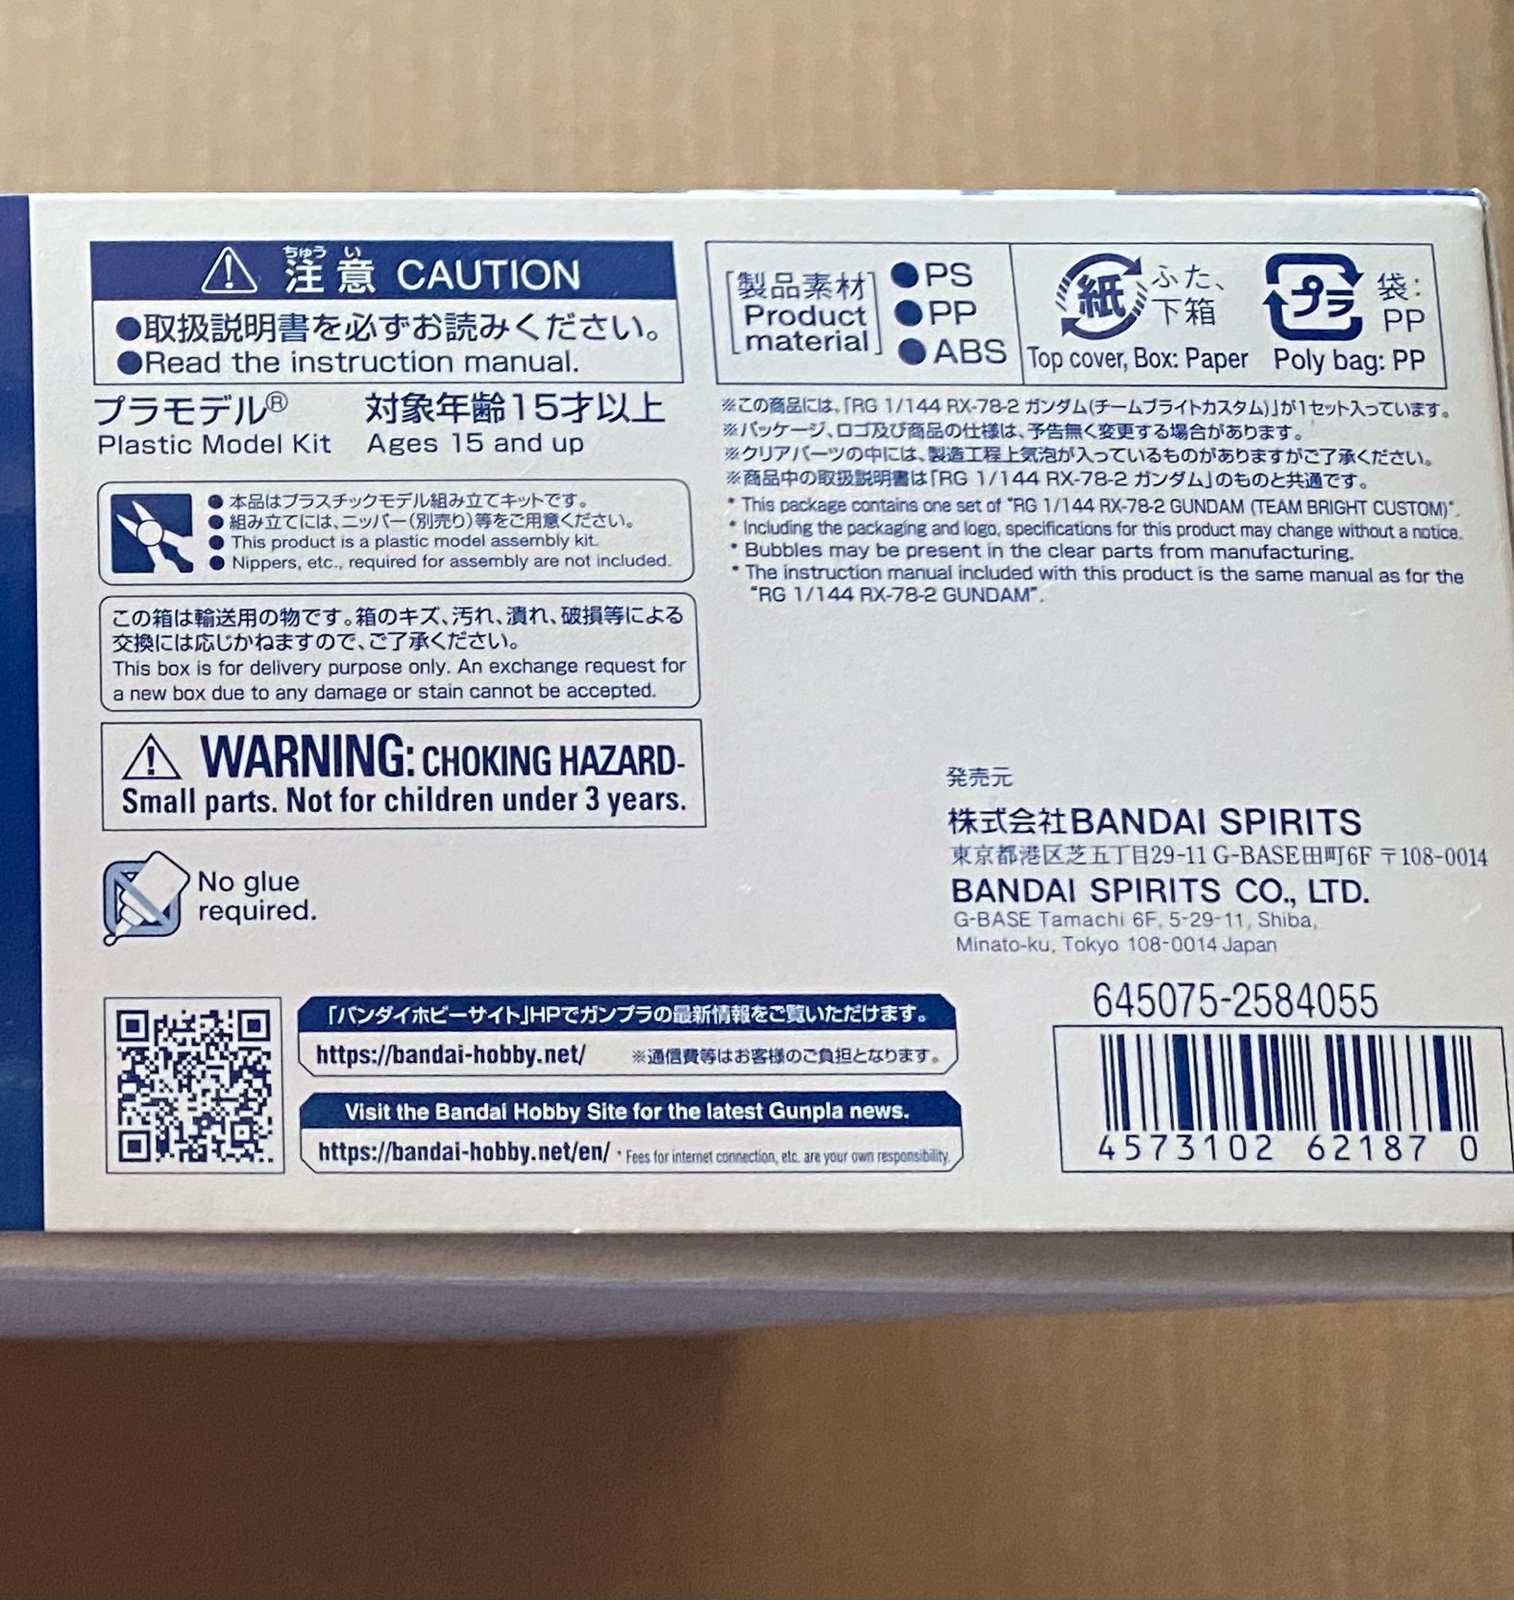 ちゅう い
注意 CAUTION
●取扱説明書を必ずお読みください。
●Read the instruction manual.
プラモデル® 対象年齢15才以上
Plastic Model Kit Ages 15 and up
●本品はプラスチックモデル組み立てキットです。
●組み立てには、ニッパー(別売り)等をご用意ください。
●This product is a plastic model assembly kit.
●Nippers, etc., required for assembly are not included.
この箱は輸送用の物です。箱のキズ、汚れ、潰れ、破損等による
交換には応じかねますので、ご了承ください。
This box is for delivery purpose only. An exchange request for
a new box due to any damage or stain cannot be accepted.
WARNING: CHOKING HAZARD-
Small parts. Not for children under 3 years.
No glue
required.
[製品素材
Product
material]
●PS
●PP
●ABS
紙 ふた、
下箱
Top cover, Box: Paper
プラ 袋:
PP
Poly bag: PP
※この商品には、「RG 1/144 RX-78-2 ガンダム(チームブライトカスタム)」が1セット入っています。
※パッケージ、ロゴ及び商品の仕様は、予告無く変更する場合があります。
※クリアパーツの中には、製造工程上気泡が入っているものがありますがご了承ください。
※商品中の取扱説明書は「RG 1/144 RX-78-2 ガンダム」のものと共通です。
* This package contains one set of "RG 1/144 RX-78-2 GUNDAM (TEAM BRIGHT CUSTOM)".
* Including the packaging and logo, specifications for this product may change without a notice.
* Bubbles may be present in the clear parts from manufacturing.
* The instruction manual included with this product is the same manual as for the
"RG 1/144 RX-78-2 GUNDAM".
発売元
株式会社BANDAI SPIRITS
東京都港区芝五丁目29-11 G-BASE田町6F 〒108-0014
BANDAI SPIRITS CO., LTD.
G-BASE Tamachi 6F, 5-29-11, Shiba,
Minato-ku, Tokyo 108-0014 Japan
「バンダイホビーサイト」HPでガンプラの最新情報をご覧いただけます。
https://bandai-hobby.net/ ※通信費等はお客様のご負担となります。
Visit the Bandai Hobby Site for the latest Gunpla news.
https://bandai-hobby.net/en/ * Fees for internet connection, etc. are your own responsibility.
645075-2584055
4573102 62187 0